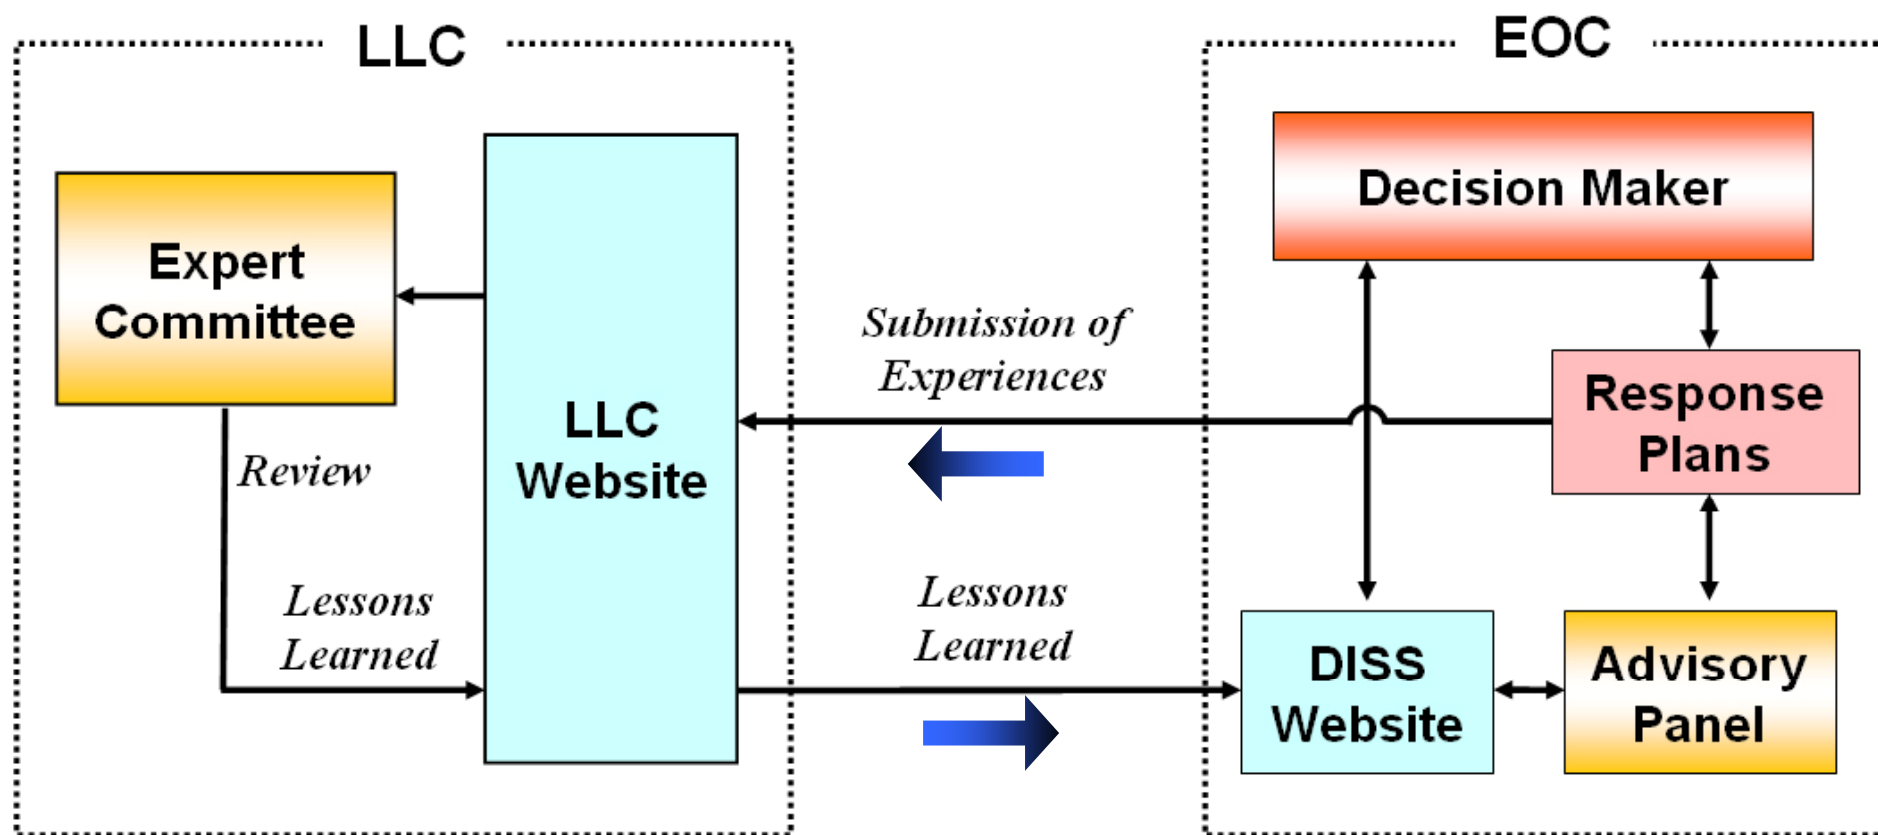 LLC
EOC
Decision Maker
Expert
Committee
LLC
Website
Submission of
Experiences
Response
Plans
Review
Lessons
Learned
Lessons
Learned
DISS
Website
Advisory
Panel